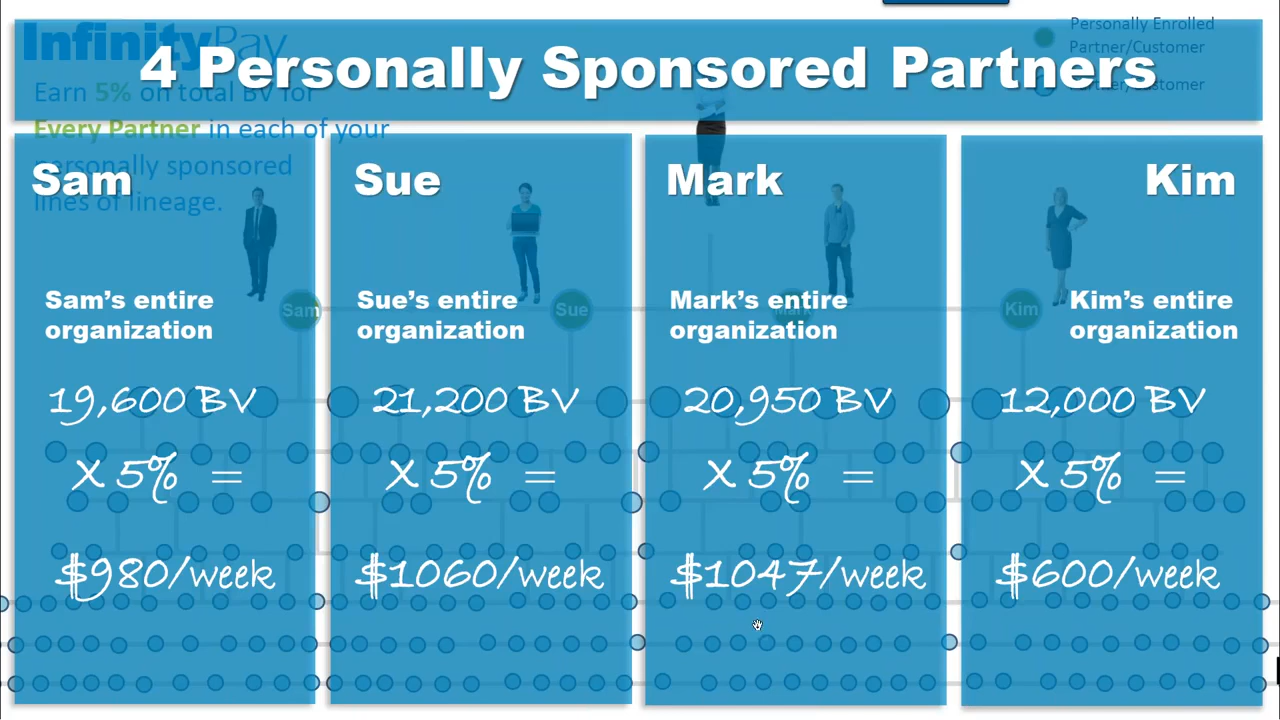 InfinityPay
Personally Enrolled
Partner/Customer
4 Personally Sponsored Partners
Partner/Customer
Earn 5% on total BV for
Every Partner in each of your
personally sponsored
lines of lineage.
Sam
Sue
Mark
Kim
Sam's entire
organization
Sue's entire
organization
Mark's entire
organization
Kim's entire
organization
Sam
Sue
Mark
Kim
19,600 BV
21,200 BV
20,950 BV
12,000 BV
X 5% =
X 5% =
X 5% =
X 5% =
$980/week
$1060/week
$1047/week
$600/week